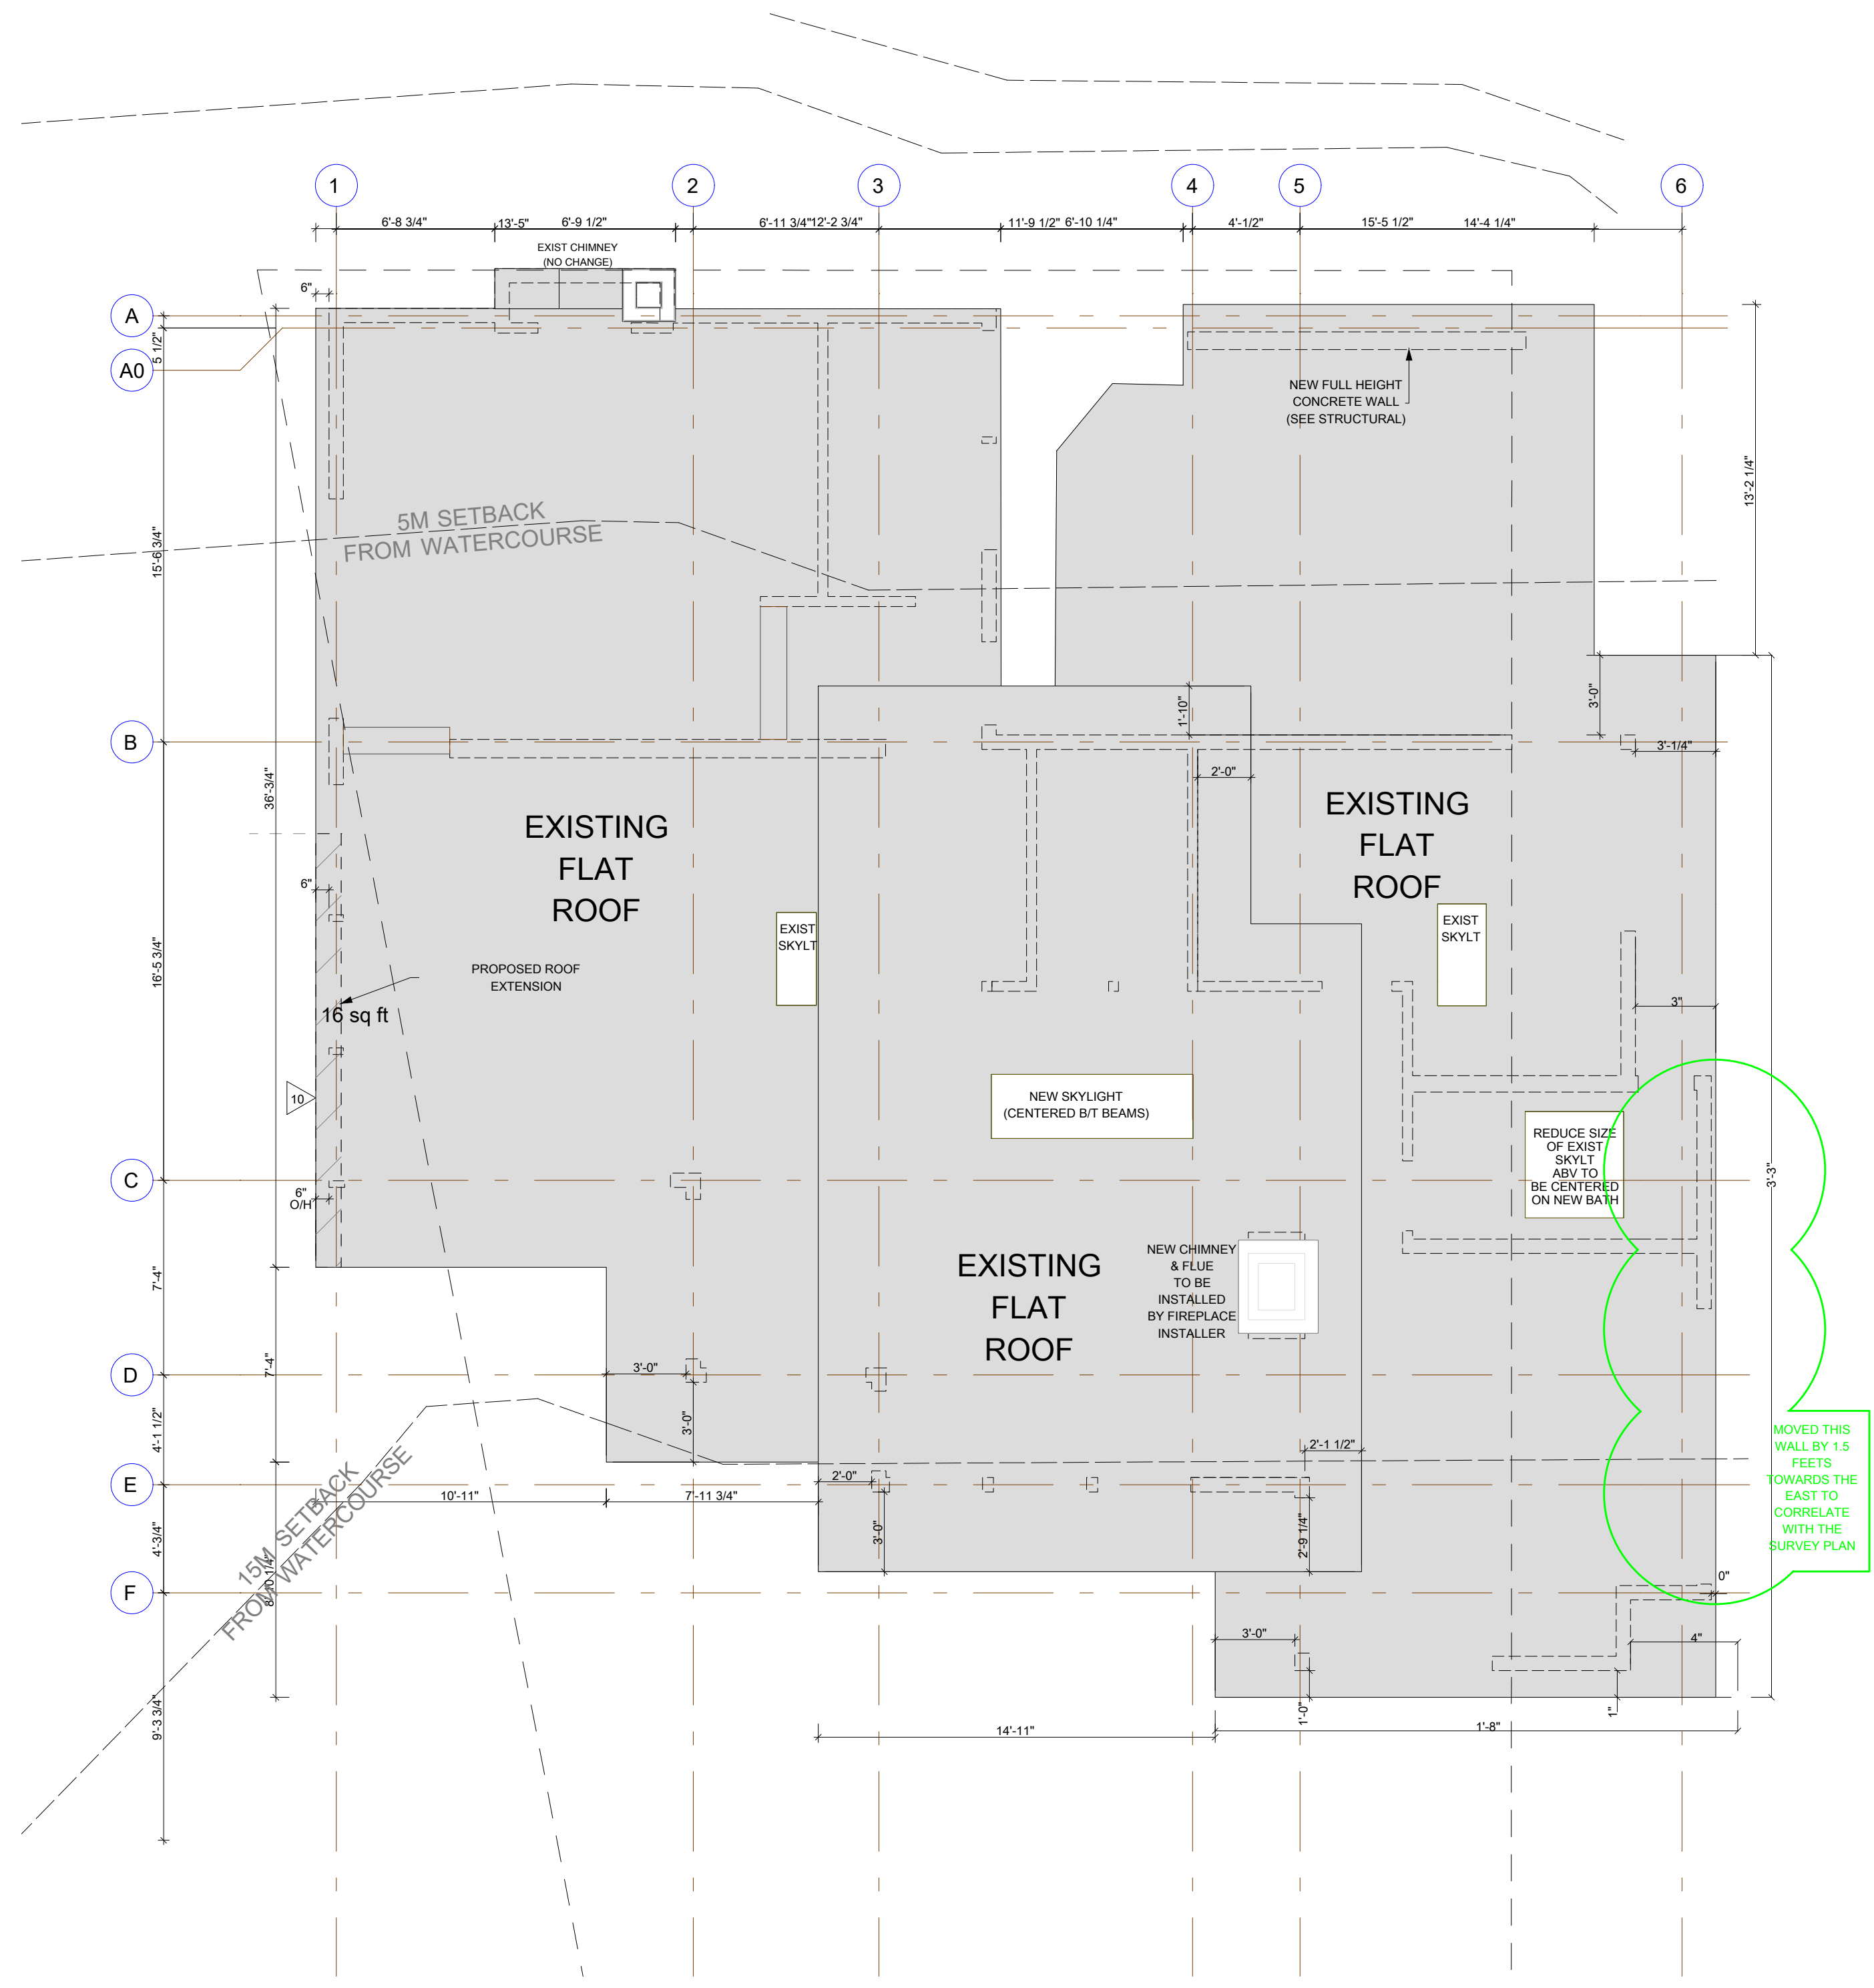 1
2
3
4
5
6
6'-8 3/4"
13'-5"
6'-9 1/2"
6'-11 3/4"
12'-2 3/4"
11'-9 1/2"
6'-10 1/4"
4'-1/2"
15'-5 1/2"
14'-4 1/4"
EXIST CHIMNEY
(NO CHANGE)
6"
A
5 1/2"
A0
NEW FULL HEIGHT
CONCRETE WALL
(SEE STRUCTURAL)
13'-2 1/4"
5M SETBACK
FROM WATERCOURSE
15'-6 3/4"
3'-0"
1'-10"
B
3'-1/4"
2'-0"
36'-3/4"
EXISTING
FLAT
ROOF
EXISTING
FLAT
ROOF
6"
EXIST
SKYLT
EXIST
SKYLT
16'-5 3/4"
PROPOSED ROOF
EXTENSION
16 sq ft
3"
10
NEW SKYLIGHT
(CENTERED B/T BEAMS)
REDUCE SIZE
OF EXIST
SKYLT
ABV TO
BE CENTERED
ON NEW BATH
C
6"
O/H
3'-3"
7'-4"
EXISTING
FLAT
ROOF
NEW CHIMNEY
& FLUE
TO BE
INSTALLED
BY FIREPLACE
INSTALLER
7'-4"
D
3'-0"
3'-0"
4'-1 1/2"
2'-1 1/2"
MOVED THIS
WALL BY 1.5
FEETS
TOWARDS THE
EAST TO
CORRELATE
WITH THE
SURVEY PLAN
E
2'-0"
10'-11"
7'-11 3/4"
15M SETBACK
FROM WATERCOURSE
4'-3/4"
3'-0"
2'-9 1/4"
8'-10 1/4"
0"
F
3'-0"
4"
9'-3 3/4"
1'-0"
1"
14'-11"
1'-8"